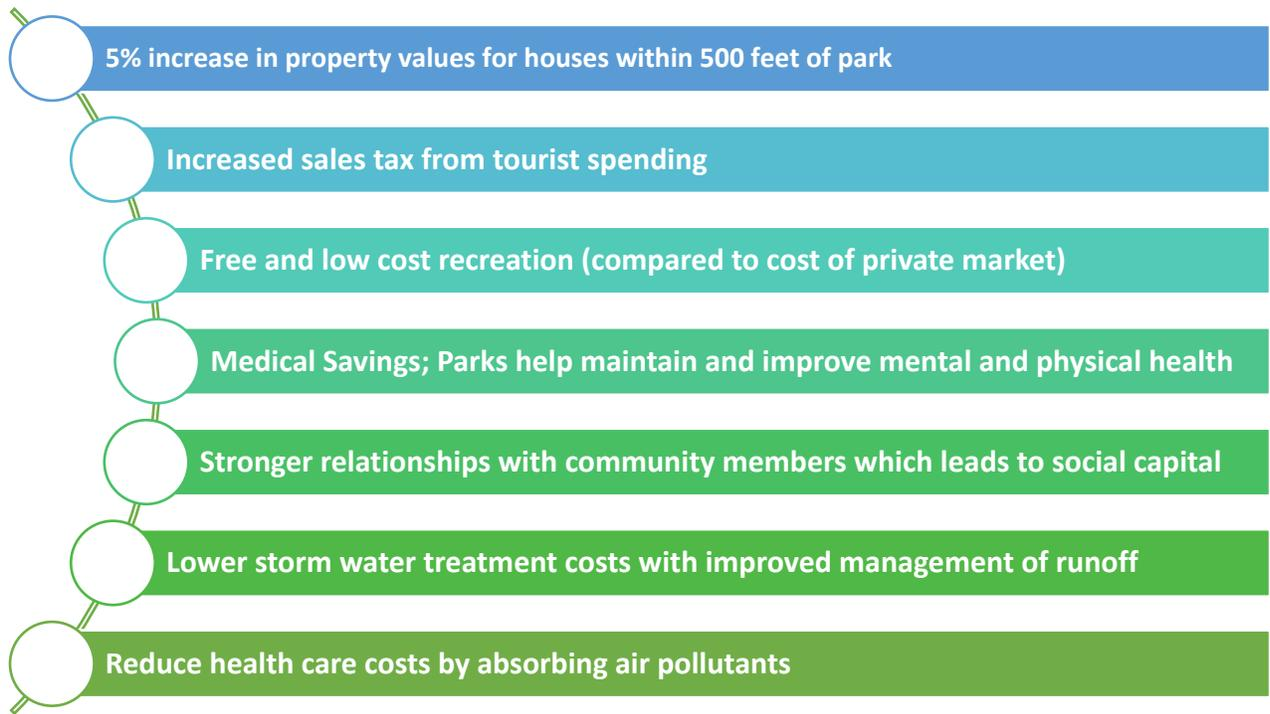 5% increase in property values for houses within 500 feet of park
Increased sales tax from tourist spending
Free and low cost recreation (compared to cost of private market)
Medical Savings; Parks help maintain and improve mental and physical health
Stronger relationships with community members which leads to social capital
Lower storm water treatment costs with improved management of runoff
Reduce health care costs by absorbing air pollutants